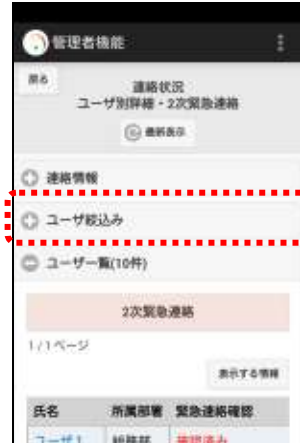 管理者機能
戻る
連絡状況
ユーザ別詳細・2次緊急連絡
最新表示
連絡情報
ユーザ絞込み
ユーザー覧(10件)
2次緊急連絡
1/1ページ
表示する情報
氏名 所属部署 緊急連絡確認
ユーザ1 総務部 確認済み